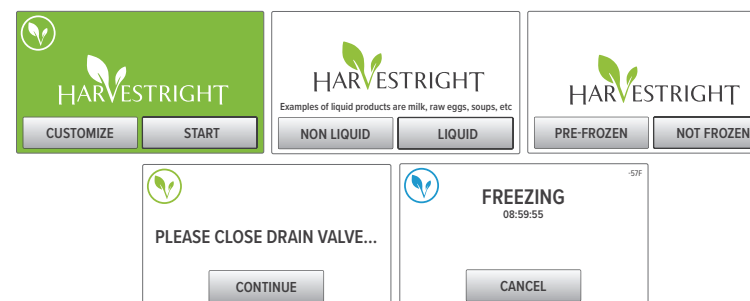 HARVESTRIGHT
CUSTOMIZE
START
HARVESTRIGHT
Examples of liquid products are milk, raw eggs, soups, etc
NON LIQUID
LIQUID
HARVESTRIGHT
PRE-FROZEN
NOT FROZEN
PLEASE CLOSE DRAIN VALVE...
CONTINUE
-57F
FREEZING
08:59:55
CANCEL